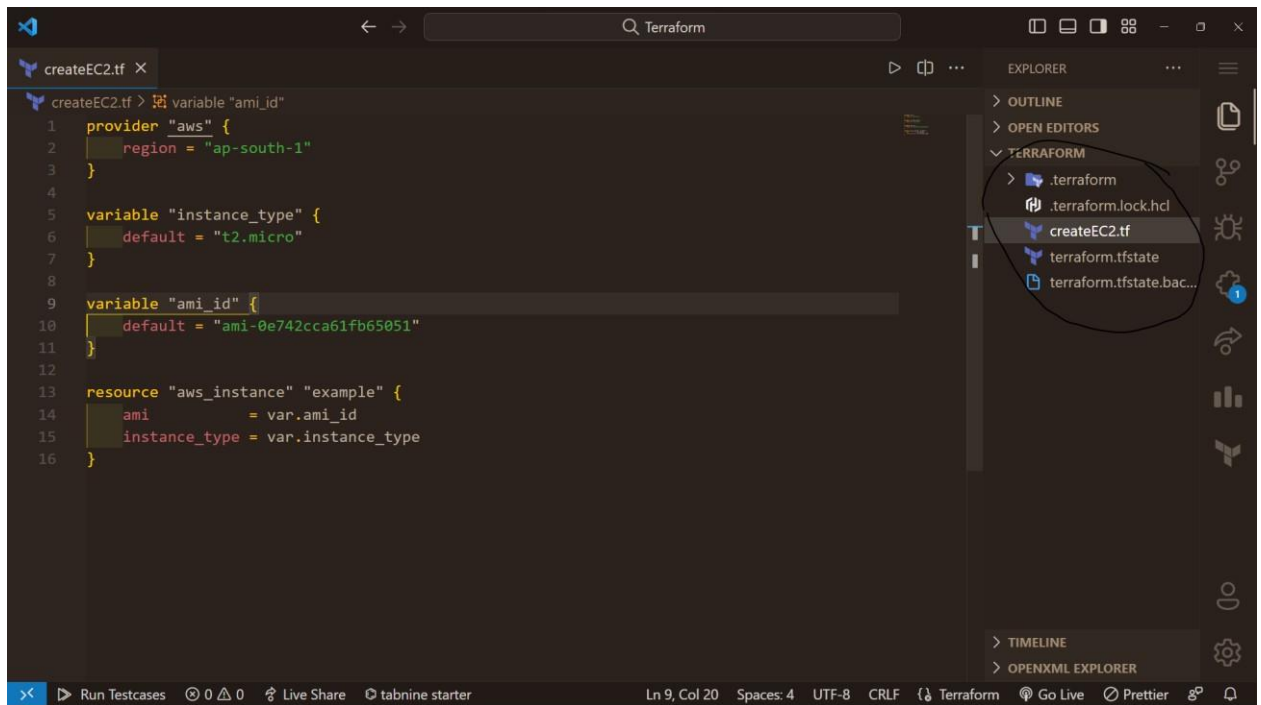 Terraform
createEC2.tf
EXPLORER
createEC2.tf > variable "ami_id"
1 provider "aws" {
2     region = "ap-south-1"
3 }
4
5 variable "instance_type" {
6     default = "t2.micro"
7 }
8
9 variable "ami_id" {
10     default = "ami-0e742cca61fb65051"
11 }
12
13 resource "aws_instance" "example" {
14     ami           = var.ami_id
15     instance_type = var.instance_type
16 }
OUTLINE
OPEN EDITORS
TERRAFORM
.terraform
.terraform.lock.hcl
createEC2.tf
terraform.tfstate
terraform.tfstate.bac...
1
TIMELINE
OPENXML EXPLORER
Run Testcases 0 0 Live Share tabnine starter Ln 9, Col 20 Spaces: 4 UTF-8 CRLF Terraform Go Live Prettier